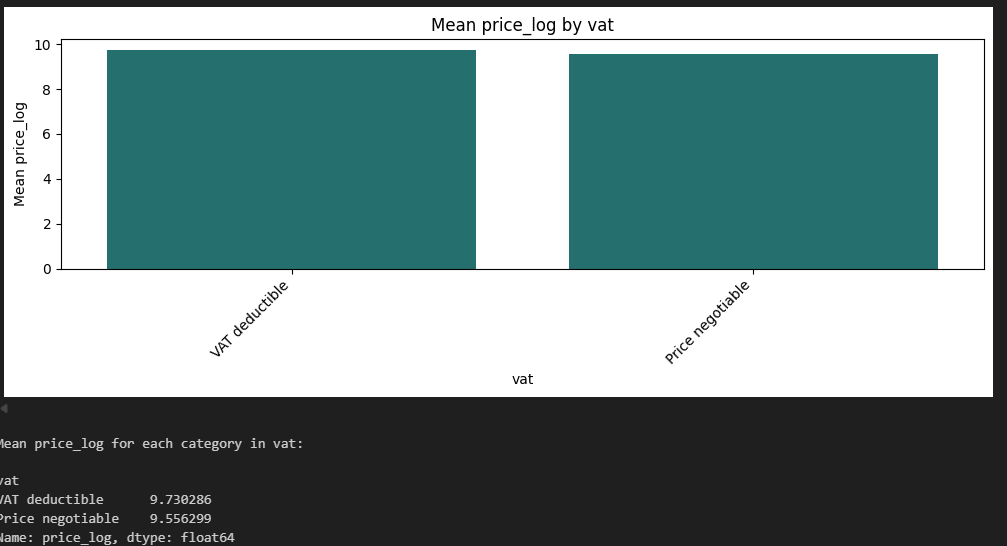 Mean price_log by vat
Mean price_log
10
8
6
4
2
0
VAT deductible
Price negotiable
vat
Mean price_log for each category in vat:
vat
VAT deductible      9.730286
Price negotiable    9.556299
Name: price_log, dtype: float64